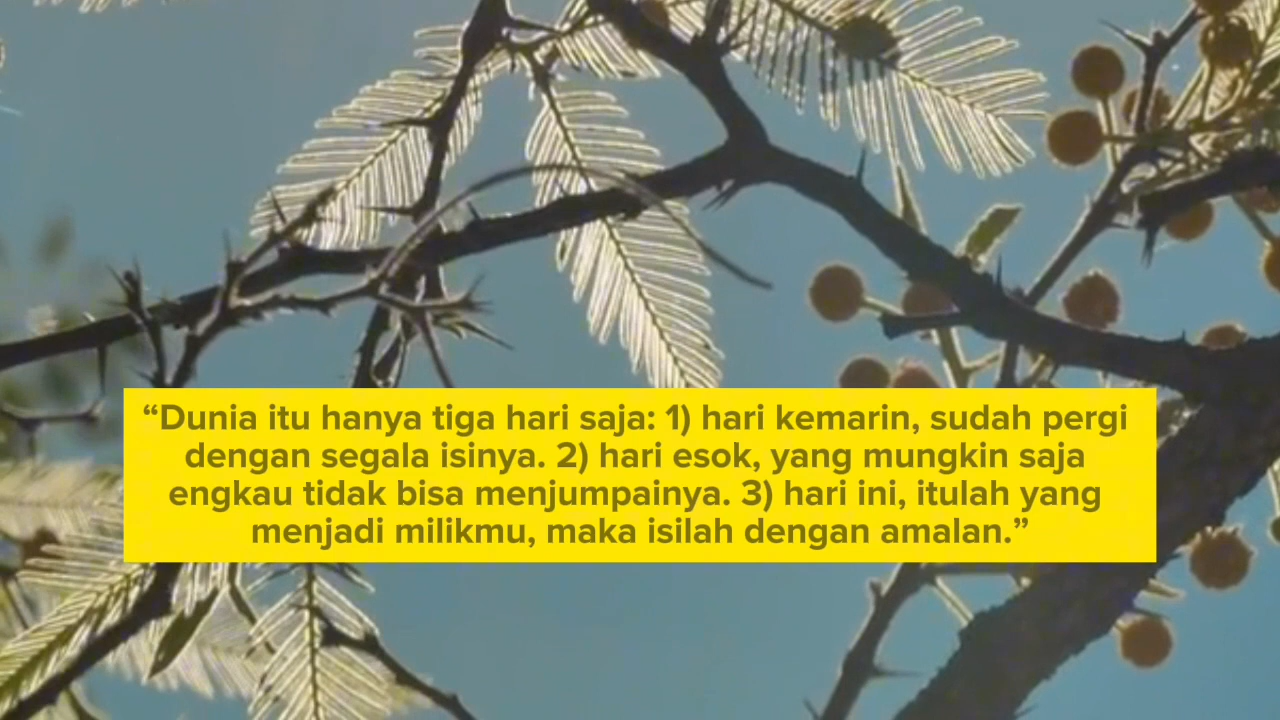 “Dunia itu hanya tiga hari saja: 1) hari kemarin, sudah pergi
dengan segala isinya. 2) hari esok, yang mungkin saja
engkau tidak bisa menjumpainya. 3) hari ini, itulah yang
menjadi milikmu, maka isilah dengan amalan.”